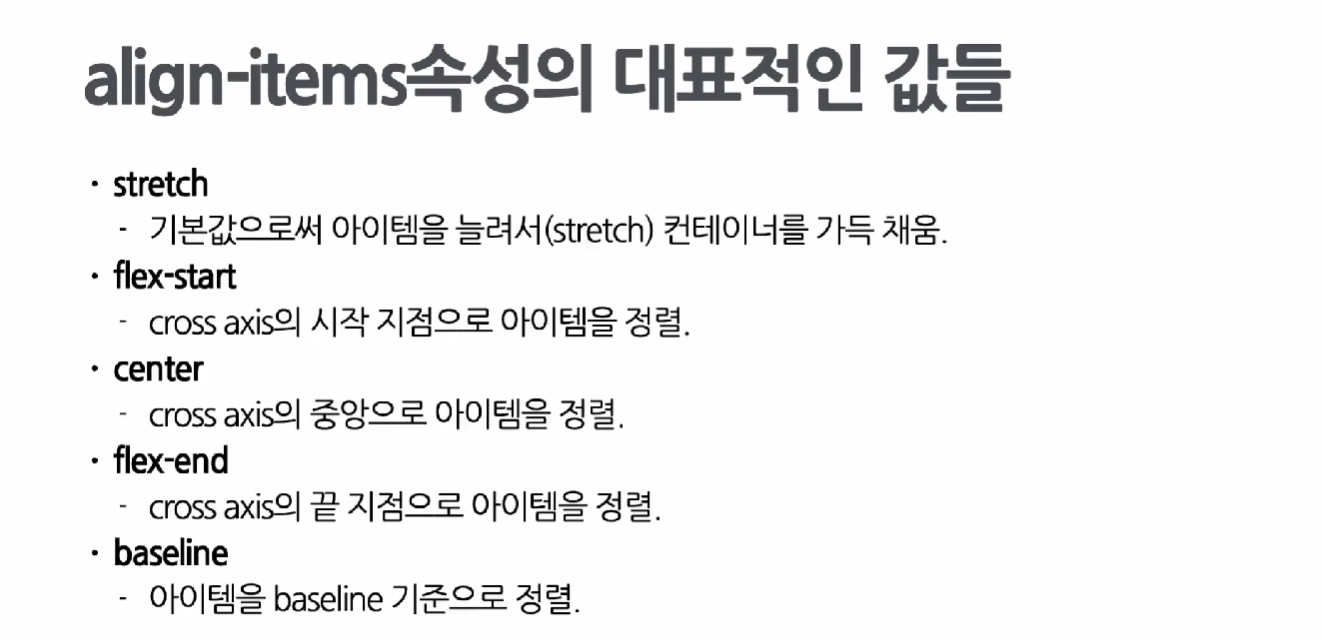 align-items속성의 대표적인 값들
· stretch
- 기본값으로써 아이템을 늘려서(stretch) 컨테이너를 가득 채움.
· flex-start
- cross axis의 시작 지점으로 아이템을 정렬.
· center
- cross axis의 중앙으로 아이템을 정렬.
· flex-end
- cross axis의 끝 지점으로 아이템을 정렬.
· baseline
- 아이템을 baseline 기준으로 정렬.